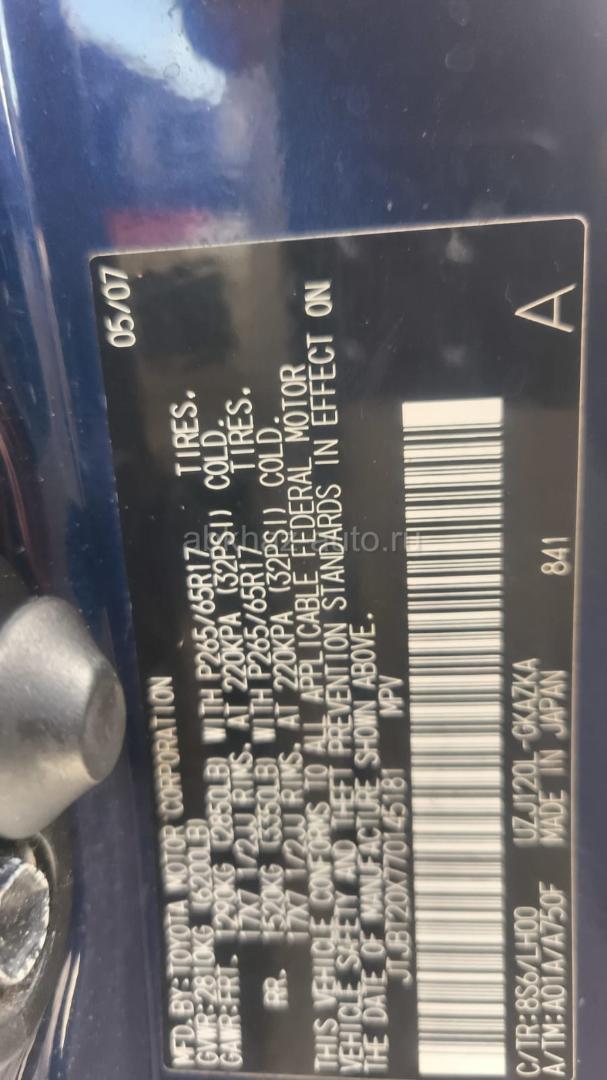 MFD.BY:TOYOTA MOTOR CORPORATION 05/07
GVWR:2810KG (6200LB)
GAWR:FRT. 1290KG (2850LB) WITH P265/65R17 TIRES.
17X7 1/2JJ RIMS. AT 220KPA (32PSI) COLD.
RR. 1520KG (3350LB) WITH P265/65R17 TIRES.
17X7 1/2JJ RIMS. AT 220KPA (32PSI) COLD.
THIS VEHICLE CONFORMS TO ALL APPLICABLE FEDERAL MOTOR
VEHICLE SAFETY AND THEFT PREVENTION STANDARDS IN EFFECT ON
THE DATE OF MANUFACTURE SHOWN ABOVE.
JTJBT20X770145181 MPV
C/TR:8S6/LH00 UZJ120L-GKAZKA
A/TM:A01A/A750F MADE IN JAPAN 841
A
abkhaz-auto.ru